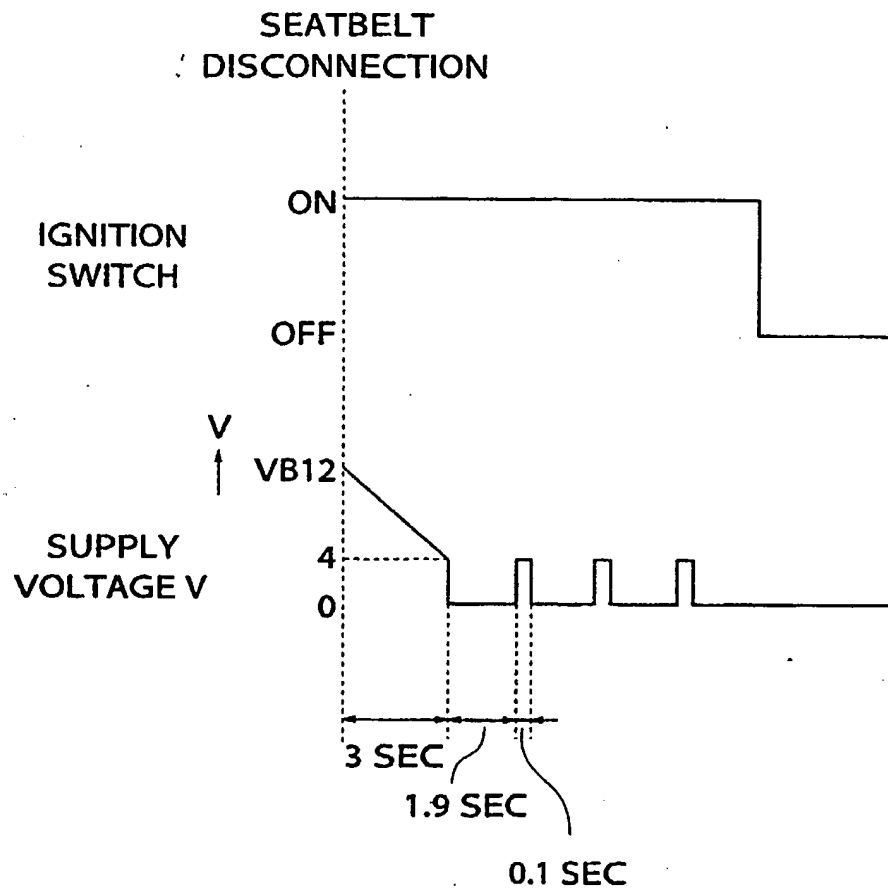 SEATBELT
DISCONNECTION
ON
IGNITION
SWITCH
OFF
V
VB12
SUPPLY
VOLTAGE V
4
0
3 SEC
1.9 SEC
0.1 SEC